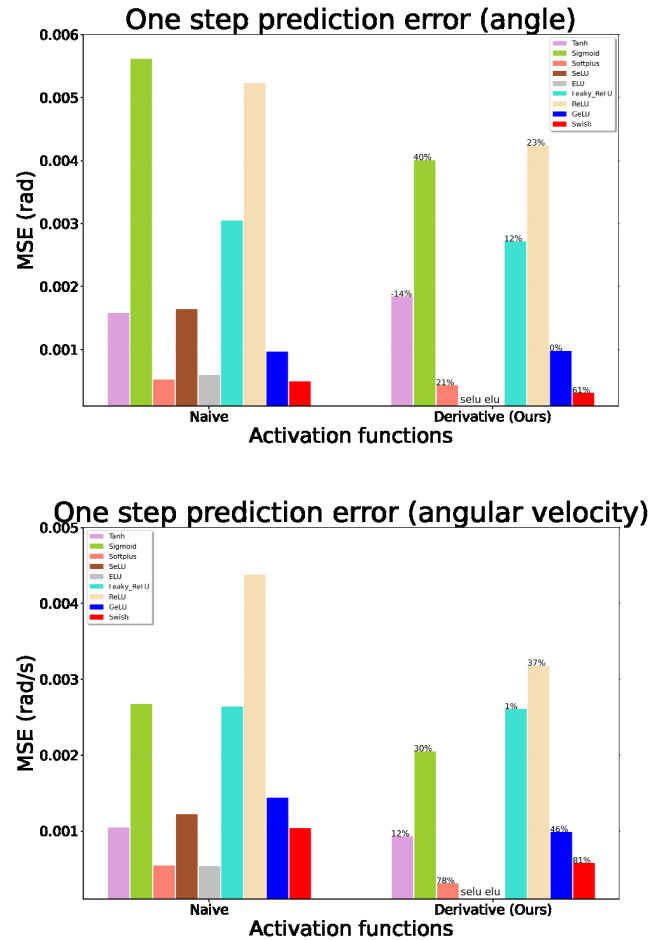 One step prediction error (angle)
0.006
0.005
0.004
0.003
0.002
0.001
MSE (rad)
Tanh
Sigmoid
Softplus
SeLU
ELU
Leaky_ReLU
ReLU
GeLU
Swish
-14%
40%
21%
selu elu
12%
23%
0%
61%
Naive
Derivative (Ours)
Activation functions
One step prediction error (angular velocity)
0.005
0.004
0.003
0.002
0.001
MSE (rad/s)
Tanh
Sigmoid
Softplus
SeLU
ELU
Leaky_ReLU
ReLU
GeLU
Swish
12%
30%
78%
selu elu
1%
37%
46%
81%
Naive
Derivative (Ours)
Activation functions